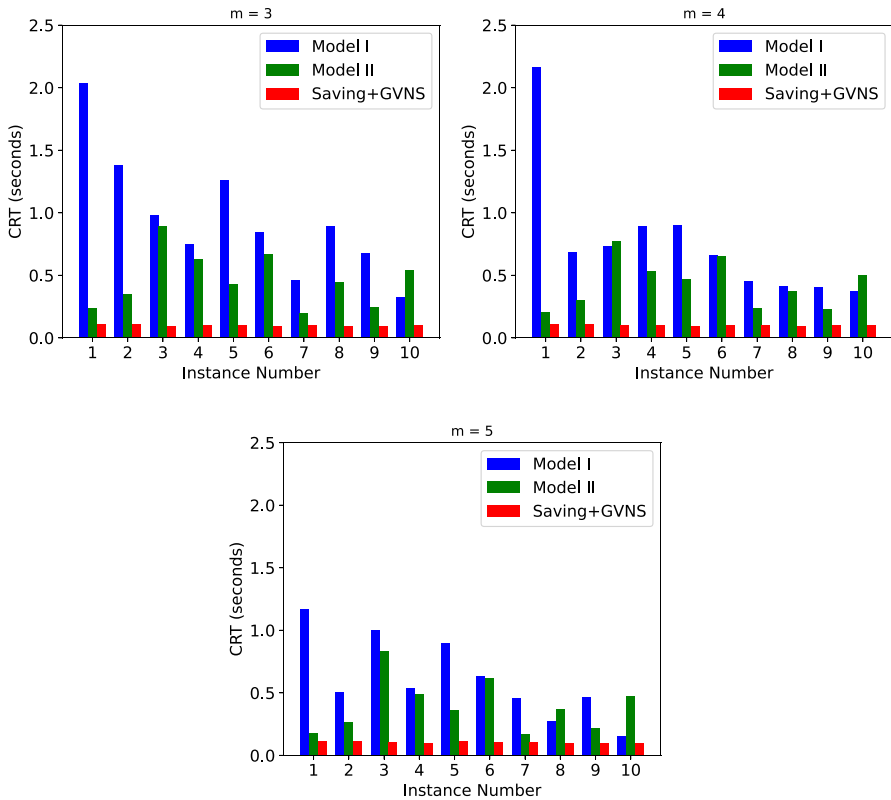 m = 3
2.5
2.0
1.5
1.0
0.5
0.0
CRT (seconds)
Model I
Model II
Saving+GVNS
1 2 3 4 5 6 7 8 9 10
Instance Number
m = 4
2.5
2.0
1.5
1.0
0.5
0.0
CRT (seconds)
Model I
Model II
Saving+GVNS
1 2 3 4 5 6 7 8 9 10
Instance Number
m = 5
2.5
2.0
1.5
1.0
0.5
0.0
CRT (seconds)
Model I
Model II
Saving+GVNS
1 2 3 4 5 6 7 8 9 10
Instance Number